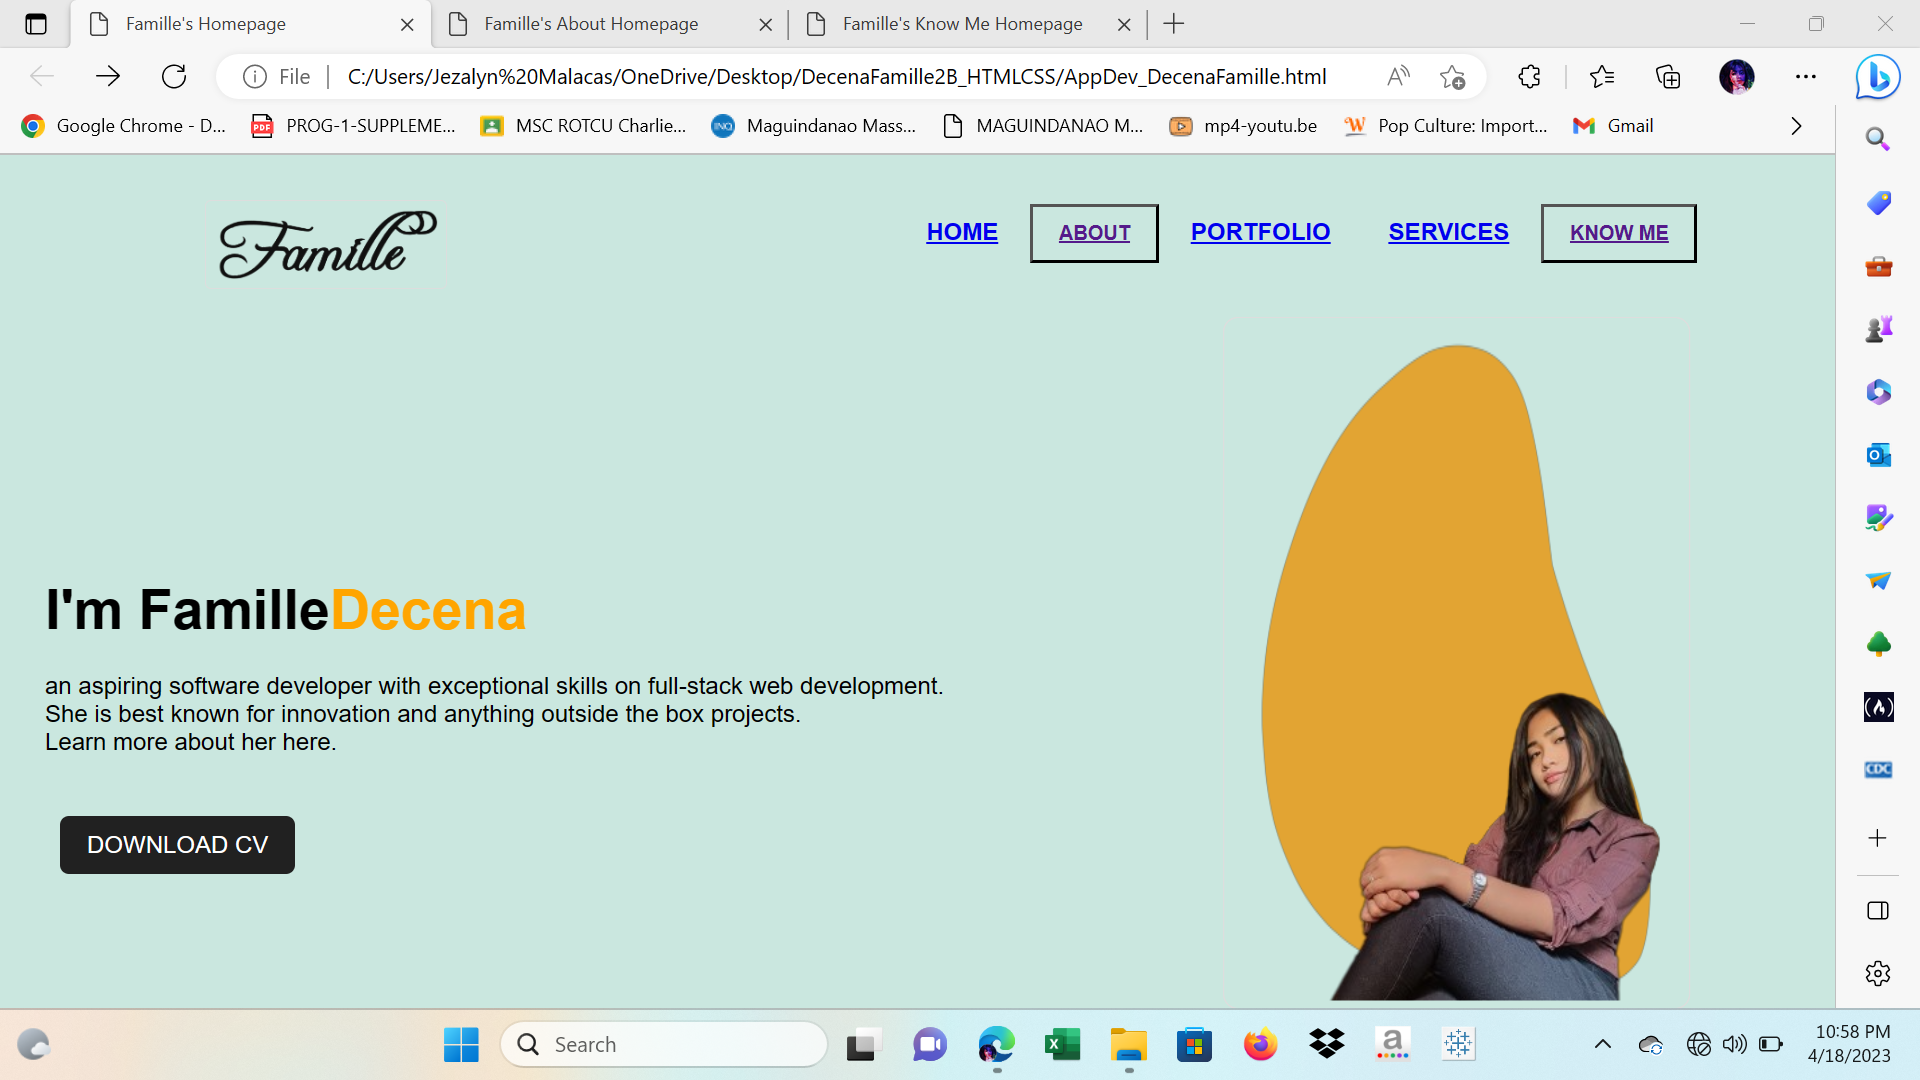 Famille's Homepage
Famille's About Homepage
Famille's Know Me Homepage
File
C:/Users/Jezalyn%20Malacas/OneDrive/Desktop/DecenaFamille2B_HTMLCSS/AppDev_DecenaFamille.html
Google Chrome - D...
PROG-1-SUPPLEME...
MSC ROTCU Charlie...
Maguindanao Mass...
MAGUINDANAO M...
mp4-youtu.be
Pop Culture: Import...
Gmail
Famille
HOME
ABOUT
PORTFOLIO
SERVICES
KNOW ME
I'm FamilleDecena
an aspiring software developer with exceptional skills on full-stack web development.
She is best known for innovation and anything outside the box projects.
Learn more about her here.
DOWNLOAD CV
CDC
Search
10:58 PM
4/18/2023